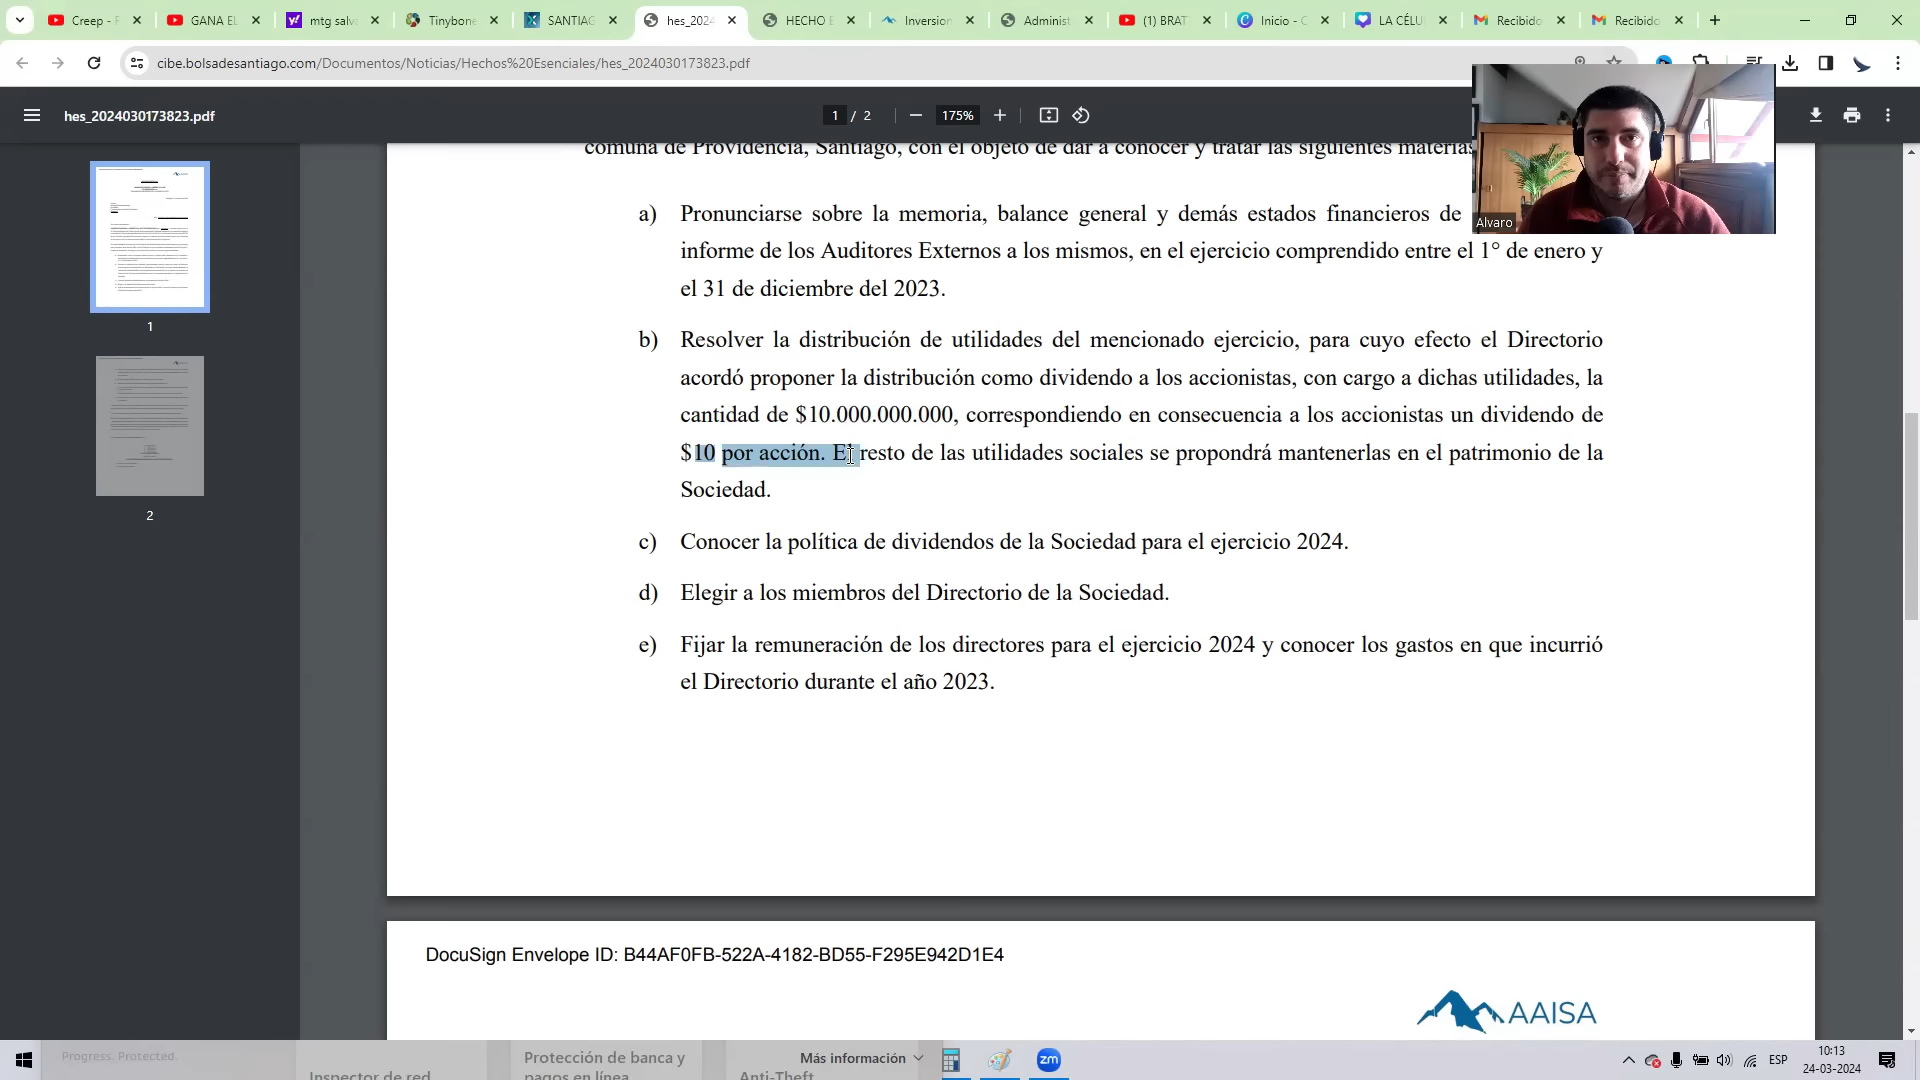 Creep - F
GANA EL
mtg salva
Tinybone
SANTIAG
hes_2024
HECHO E
Inversion
Administ
(1) BRAT
Inicio - C
LA CÉLU
Recibido
Recibido
cibe.bolsadesantiago.com/Documentos/Noticias/Hechos%20Esenciales/hes_2024030173823.pdf
hes_2024030173823.pdf
1 / 2
175%
Alvaro
1
2
comuna de Providencia, Santiago, con el objeto de dar a conocer y tratar las siguientes materias
a) Pronunciarse sobre la memoria, balance general y demás estados financieros de
informe de los Auditores Externos a los mismos, en el ejercicio comprendido entre el 1° de enero y
el 31 de diciembre del 2023.
b) Resolver la distribución de utilidades del mencionado ejercicio, para cuyo efecto el Directorio
acordó proponer la distribución como dividendo a los accionistas, con cargo a dichas utilidades, la
cantidad de $10.000.000.000, correspondiendo en consecuencia a los accionistas un dividendo de
$10 por acción. El resto de las utilidades sociales se propondrá mantenerlas en el patrimonio de la
Sociedad.
c) Conocer la política de dividendos de la Sociedad para el ejercicio 2024.
d) Elegir a los miembros del Directorio de la Sociedad.
e) Fijar la remuneración de los directores para el ejercicio 2024 y conocer los gastos en que incurrió
el Directorio durante el año 2023.
DocuSign Envelope ID: B44AF0FB-522A-4182-BD55-F295E942D1E4
AAISA
Progress. Protected.
Inspector de red
Protección de banca y
pagos en línea
Anti-Theft
Más información
zm
ESP
10:13
24-03-2024